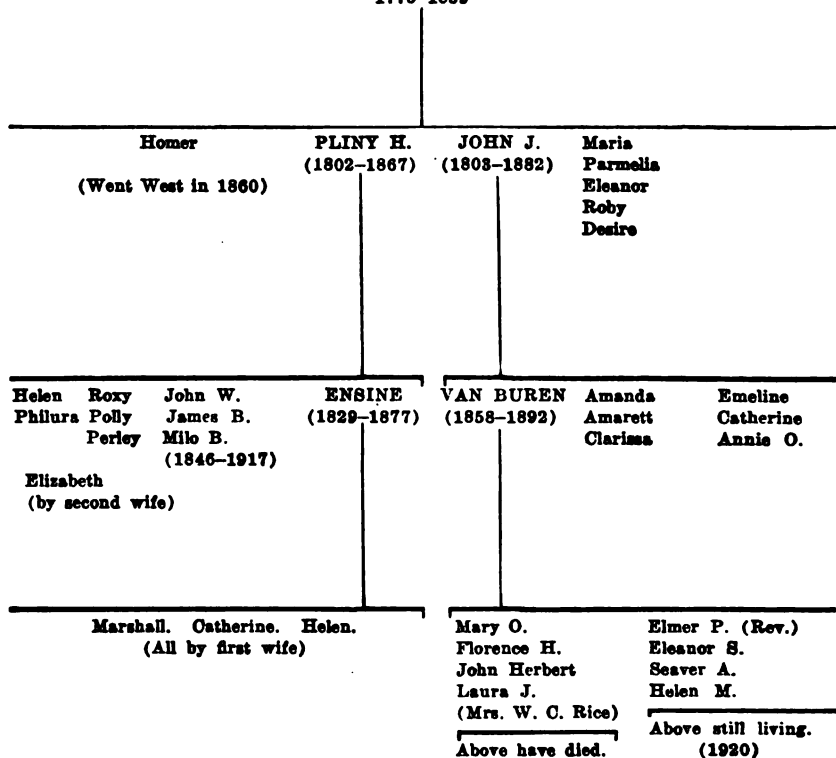 Homer PLINY H. JOHN J. Maria
(1802–1867) (1803–1882) Parmelia
(Went West in 1860) Eleanor
Roby
Desire
Helen Roxy John W. ENSINE VAN BUREN Amanda Emeline
Philura Polly James B. (1829–1877) (1858–1892) Amarett Catherine
Perley Milo B. Clarissa Annie O.
(1846–1917)
Elizabeth
(by second wife)
Marshall. Catherine. Helen. Mary O. Elmer P. (Rev.)
(All by first wife) Florence H. Eleanor S.
John Herbert Seaver A.
Laura J. Helen M.
(Mrs. W. C. Rice)
Above still living.
Above have died. (1920)